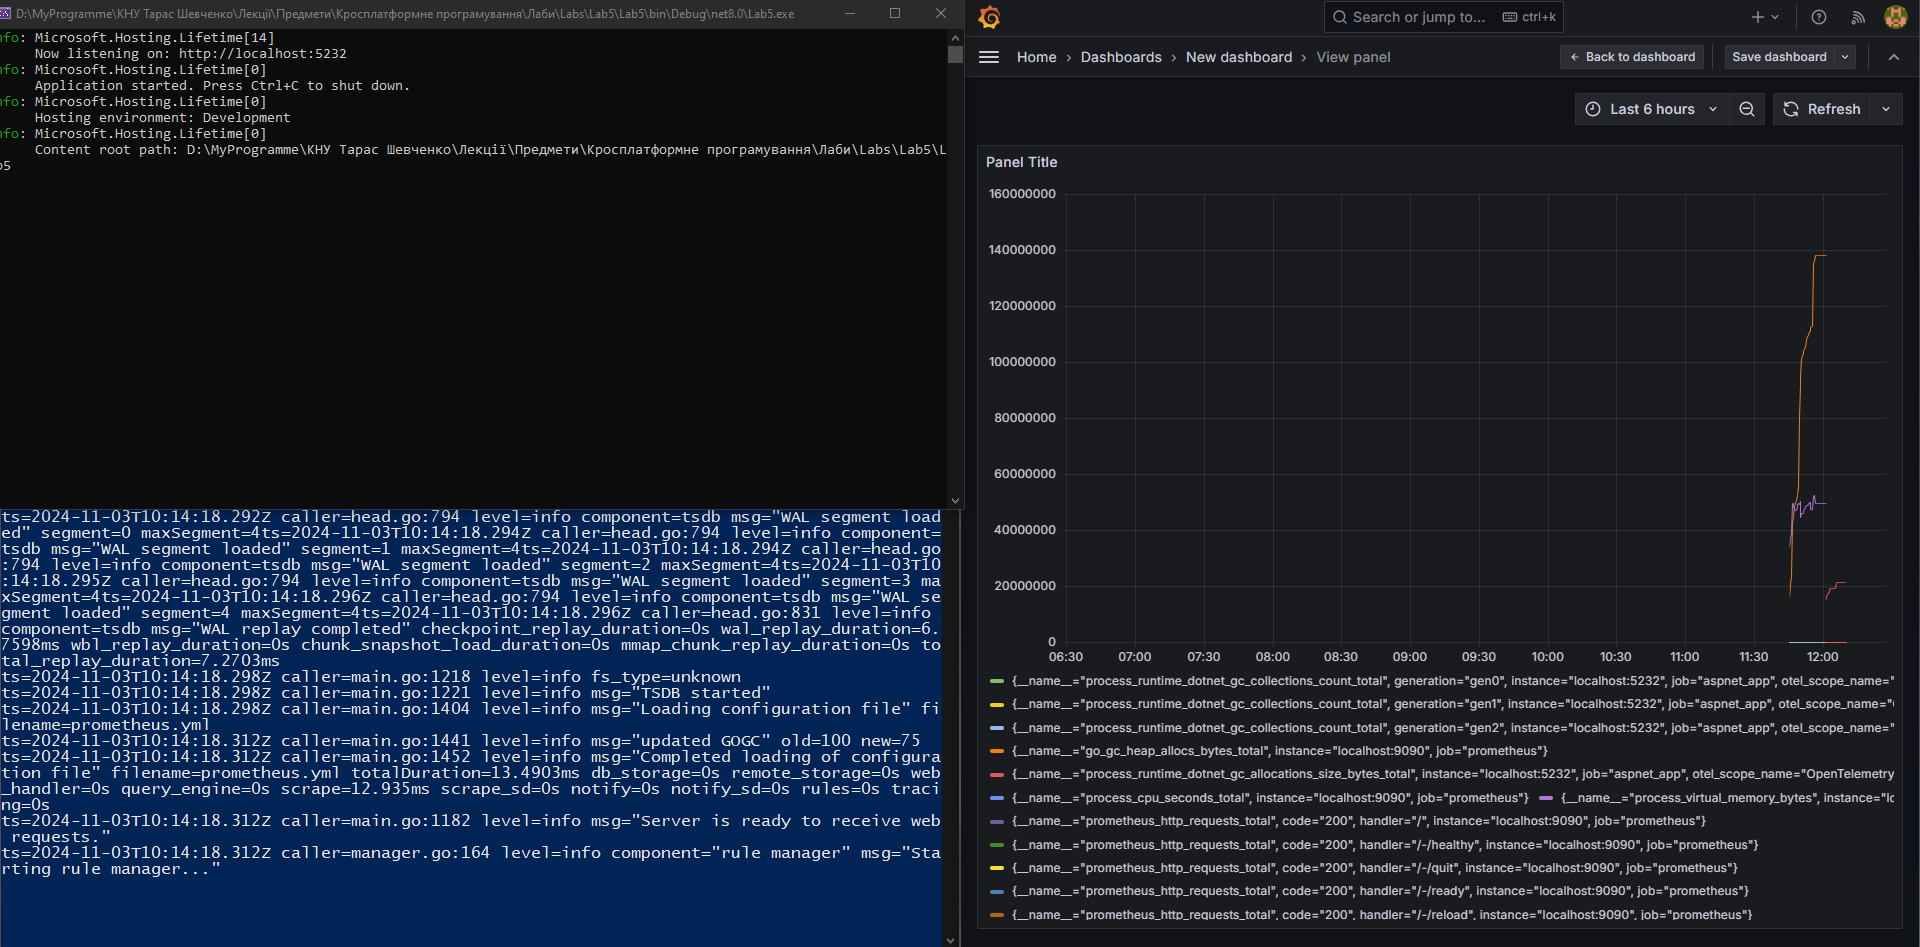 D:\MyProgramme\КНУ Тарас Шевченко\Лекції\Предмети\Кросплатформне програмування\Лаби\Labs\Lab5\Lab5\bin\Debug\net8.0\Lab5.exe
nfo: Microsoft.Hosting.Lifetime[14]
Now listening on: http://localhost:5232
nfo: Microsoft.Hosting.Lifetime[0]
Application started. Press Ctrl+C to shut down.
nfo: Microsoft.Hosting.Lifetime[0]
Hosting environment: Development
nfo: Microsoft.Hosting.Lifetime[0]
Content root path: D:\MyProgramme\КНУ Тарас Шевченко\Лекції\Предмети\Кросплатформне програмування\Лаби\Labs\Lab5\L
b5
ts=2024-11-03T10:14:18.292Z caller=head.go:794 level=info component=tsdb msg="WAL segment load
ed" segment=0 maxSegment=4ts=2024-11-03T10:14:18.294Z caller=head.go:794 level=info component=
tsdb msg="WAL segment loaded" segment=1 maxSegment=4ts=2024-11-03T10:14:18.294Z caller=head.go
:794 level=info component=tsdb msg="WAL segment loaded" segment=2 maxSegment=4ts=2024-11-03T10
:14:18.295Z caller=head.go:794 level=info component=tsdb msg="WAL segment loaded" segment=3 ma
xSegment=4ts=2024-11-03T10:14:18.296Z caller=head.go:794 level=info component=tsdb msg="WAL se
gment loaded" segment=4 maxSegment=4ts=2024-11-03T10:14:18.296Z caller=head.go:831 level=info
component=tsdb msg="WAL replay completed" checkpoint_replay_duration=0s wal_replay_duration=6.
7598ms wbl_replay_duration=0s chunk_snapshot_load_duration=0s mmap_chunk_replay_duration=0s to
tal_replay_duration=7.2703ms
ts=2024-11-03T10:14:18.298Z caller=main.go:1218 level=info fs_type=unknown
ts=2024-11-03T10:14:18.298Z caller=main.go:1221 level=info msg="TSDB started"
ts=2024-11-03T10:14:18.298Z caller=main.go:1404 level=info msg="Loading configuration file" fi
lename=prometheus.yml
ts=2024-11-03T10:14:18.312Z caller=main.go:1441 level=info msg="updated GOGC" old=100 new=75
ts=2024-11-03T10:14:18.312Z caller=main.go:1452 level=info msg="Completed loading of configura
tion file" filename=prometheus.yml totalDuration=13.4903ms db_storage=0s remote_storage=0s web
_handler=0s query_engine=0s scrape=12.935ms scrape_sd=0s notify=0s notify_sd=0s rules=0s traci
ng=0s
ts=2024-11-03T10:14:18.312Z caller=main.go:1182 level=info msg="Server is ready to receive web
requests."
ts=2024-11-03T10:14:18.312Z caller=manager.go:164 level=info component="rule manager" msg="Sta
rting rule manager..."
Search or jump to... ctrl+k
Home › Dashboards › New dashboard › View panel
← Back to dashboard
Save dashboard
Last 6 hours
Refresh
Panel Title
160000000
140000000
120000000
100000000
80000000
60000000
40000000
20000000
0
06:30 07:00 07:30 08:00 08:30 09:00 09:30 10:00 10:30 11:00 11:30 12:00
{__name__="process_runtime_dotnet_gc_collections_count_total", generation="gen0", instance="localhost:5232", job="aspnet_app", otel_scope_name="
{__name__="process_runtime_dotnet_gc_collections_count_total", generation="gen1", instance="localhost:5232", job="aspnet_app", otel_scope_name="
{__name__="process_runtime_dotnet_gc_collections_count_total", generation="gen2", instance="localhost:5232", job="aspnet_app", otel_scope_name="
{__name__="go_gc_heap_allocs_bytes_total", instance="localhost:9090", job="prometheus"}
{__name__="process_runtime_dotnet_gc_allocations_size_bytes_total", instance="localhost:5232", job="aspnet_app", otel_scope_name="OpenTelemetry
{__name__="process_cpu_seconds_total", instance="localhost:9090", job="prometheus"} {__name__="process_virtual_memory_bytes", instance="lo
{__name__="prometheus_http_requests_total", code="200", handler="/", instance="localhost:9090", job="prometheus"}
{__name__="prometheus_http_requests_total", code="200", handler="/-/healthy", instance="localhost:9090", job="prometheus"}
{__name__="prometheus_http_requests_total", code="200", handler="/-/quit", instance="localhost:9090", job="prometheus"}
{__name__="prometheus_http_requests_total", code="200", handler="/-/ready", instance="localhost:9090", job="prometheus"}
{__name__="prometheus_http_requests_total", code="200", handler="/-/reload", instance="localhost:9090", job="prometheus"}